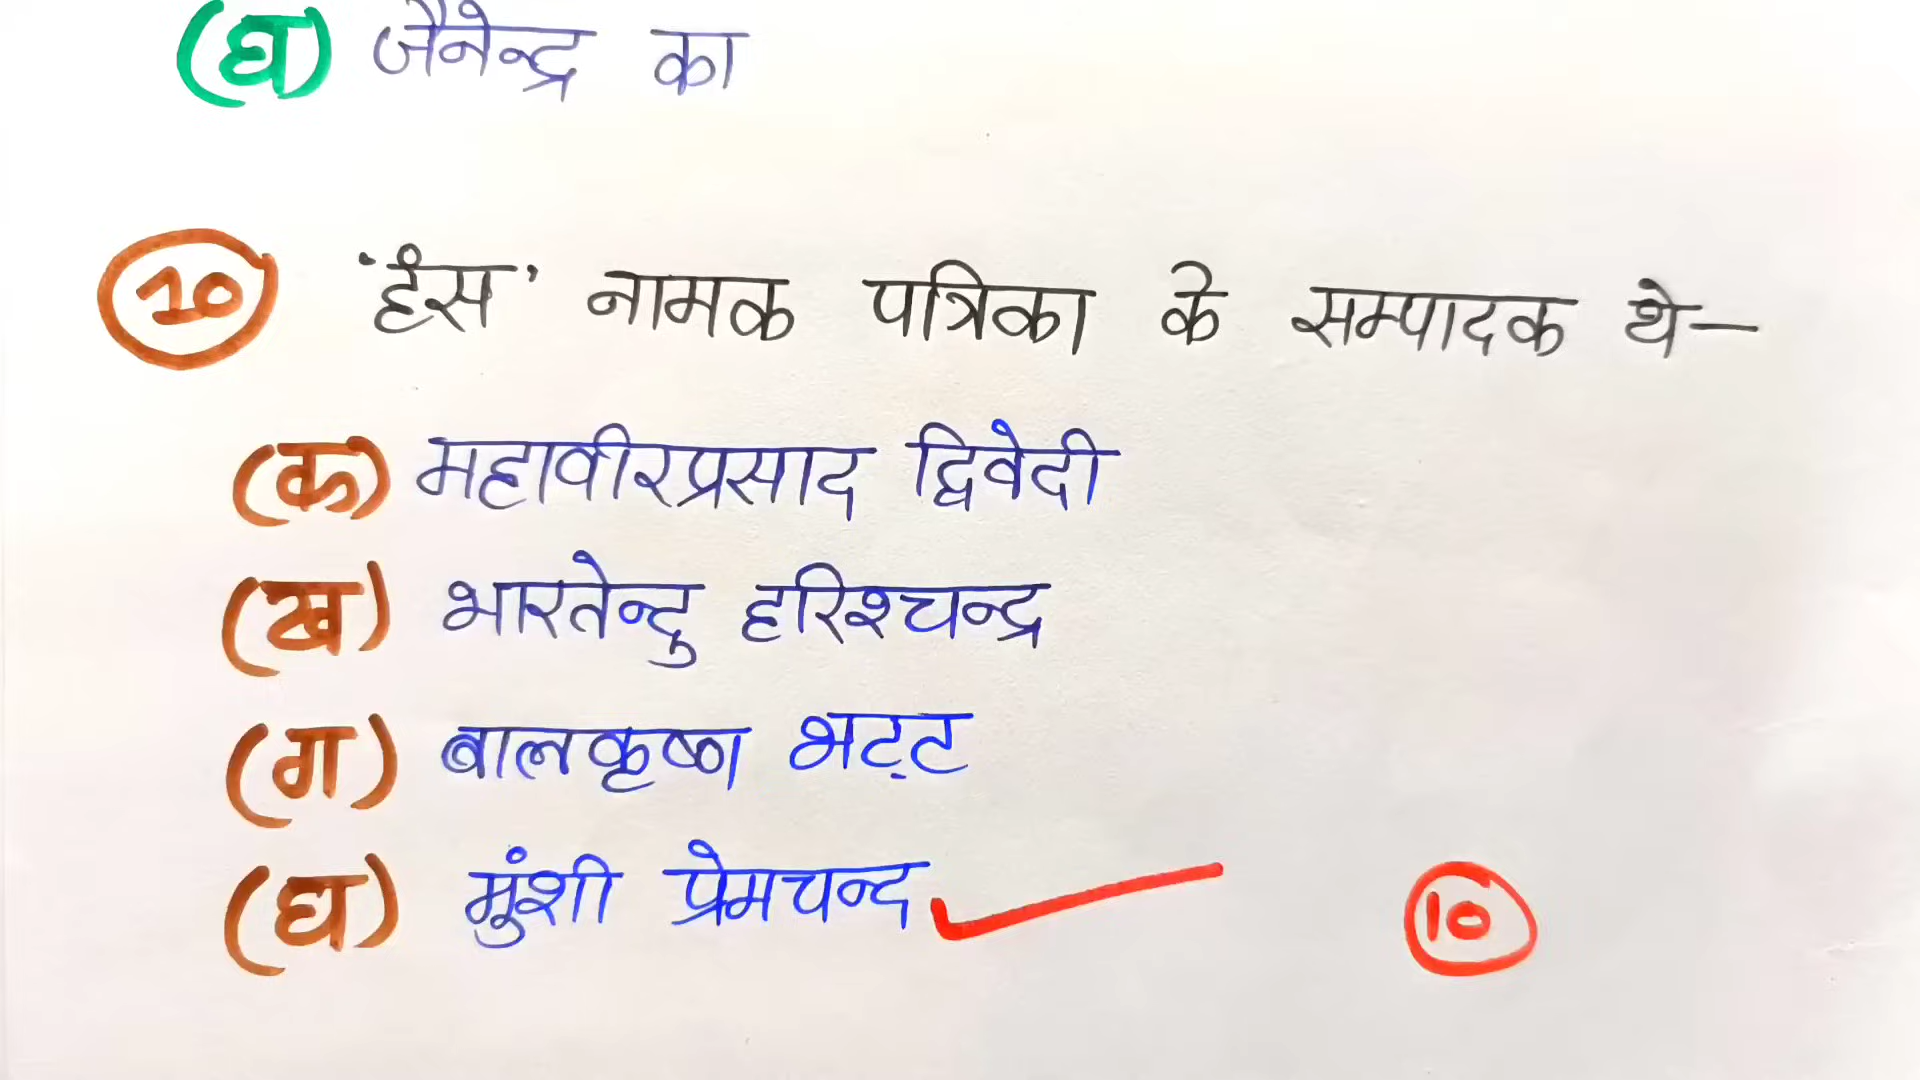 (घ) जैनेन्द्र का
10 'हंस' नामक पत्रिका के सम्पादक थे-
(क) महावीरप्रसाद द्विवेदी
(ख) भारतेन्दु हरिश्चन्द्र
(ग) बालकृष्ण भट्ट
(घ) मुंशी प्रेमचन्द
10